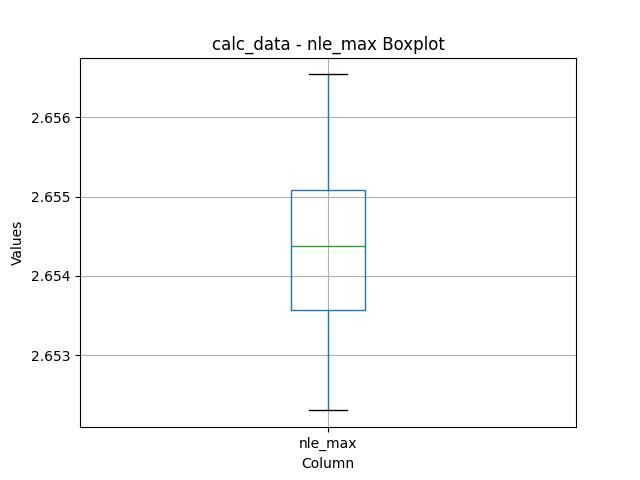 calc_data - nle_max Boxplot
2.656
2.655
2.654
2.653
Values
nle_max
Column